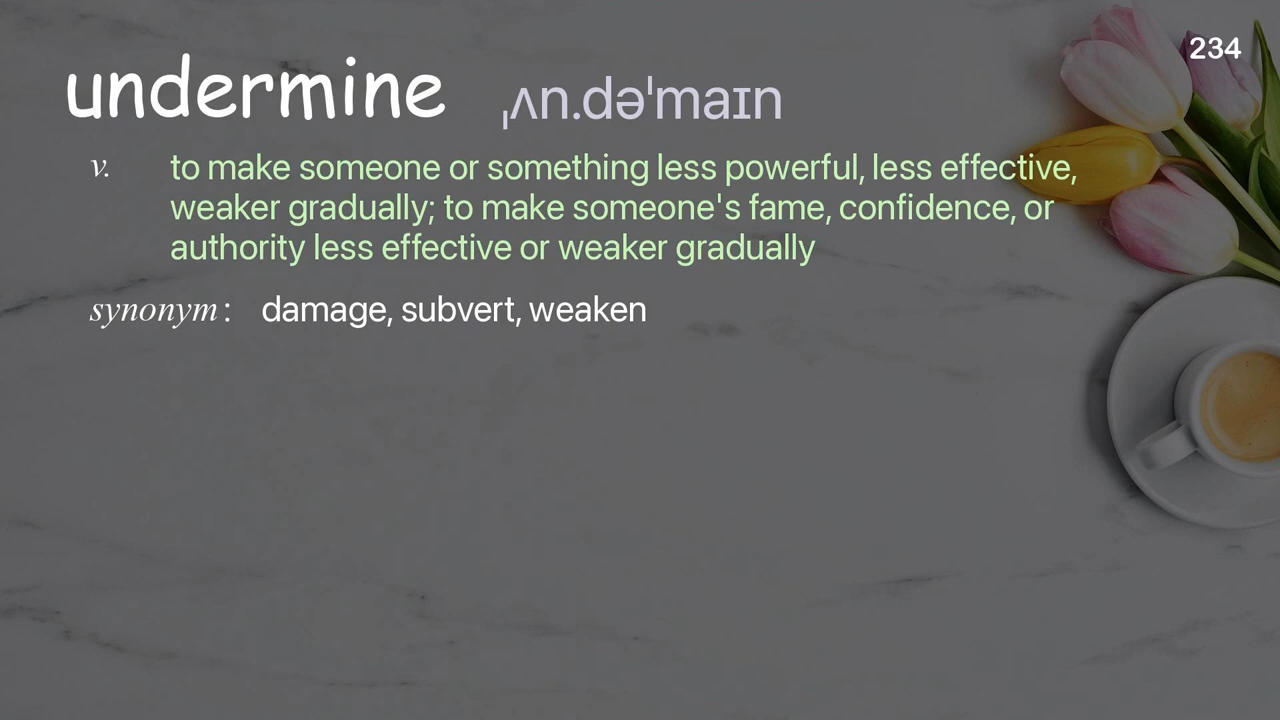 234
undermine ˌʌn.dəˈmaɪn
v. to make someone or something less powerful, less effective,
weaker gradually; to make someone's fame, confidence, or
authority less effective or weaker gradually
synonym : damage, subvert, weaken